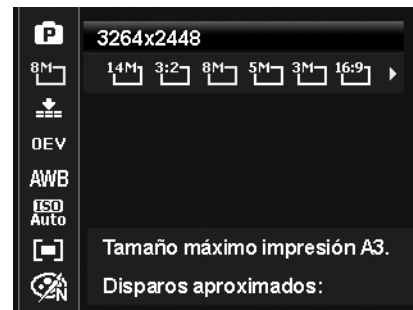 P
3264x2448
8M
14M 3:2 8M 5M 3M 16:9
0EV
AWB
ISO
Auto
Tamaño máximo impresión A3.
N
Disparos aproximados: